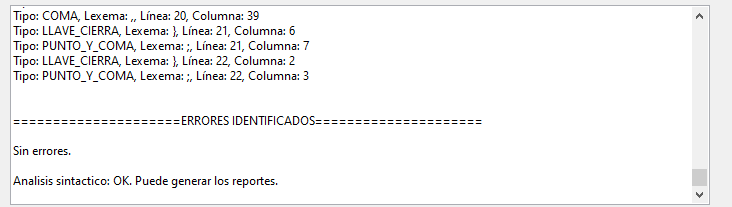 Tipo: COMA, Lexema: ,, Línea: 20, Columna: 39
Tipo: LLAVE_CIERRA, Lexema: }, Línea: 21, Columna: 6
Tipo: PUNTO_Y_COMA, Lexema: ;, Línea: 21, Columna: 7
Tipo: LLAVE_CIERRA, Lexema: }, Línea: 22, Columna: 2
Tipo: PUNTO_Y_COMA, Lexema: ;, Línea: 22, Columna: 3
=====================ERRORES IDENTIFICADOS=====================
Sin errores.
Analisis sintactico: OK. Puede generar los reportes.